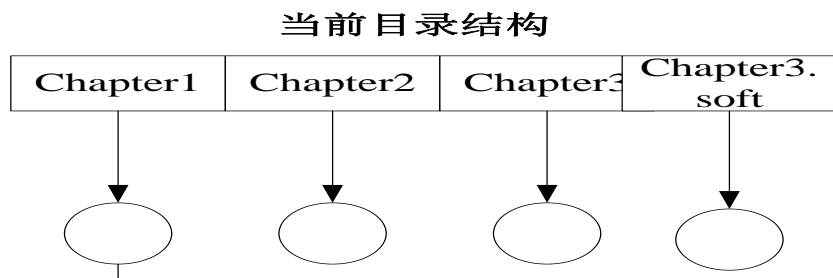 当前目录结构
Chapter1
Chapter2
Chapter3
Chapter3.
soft